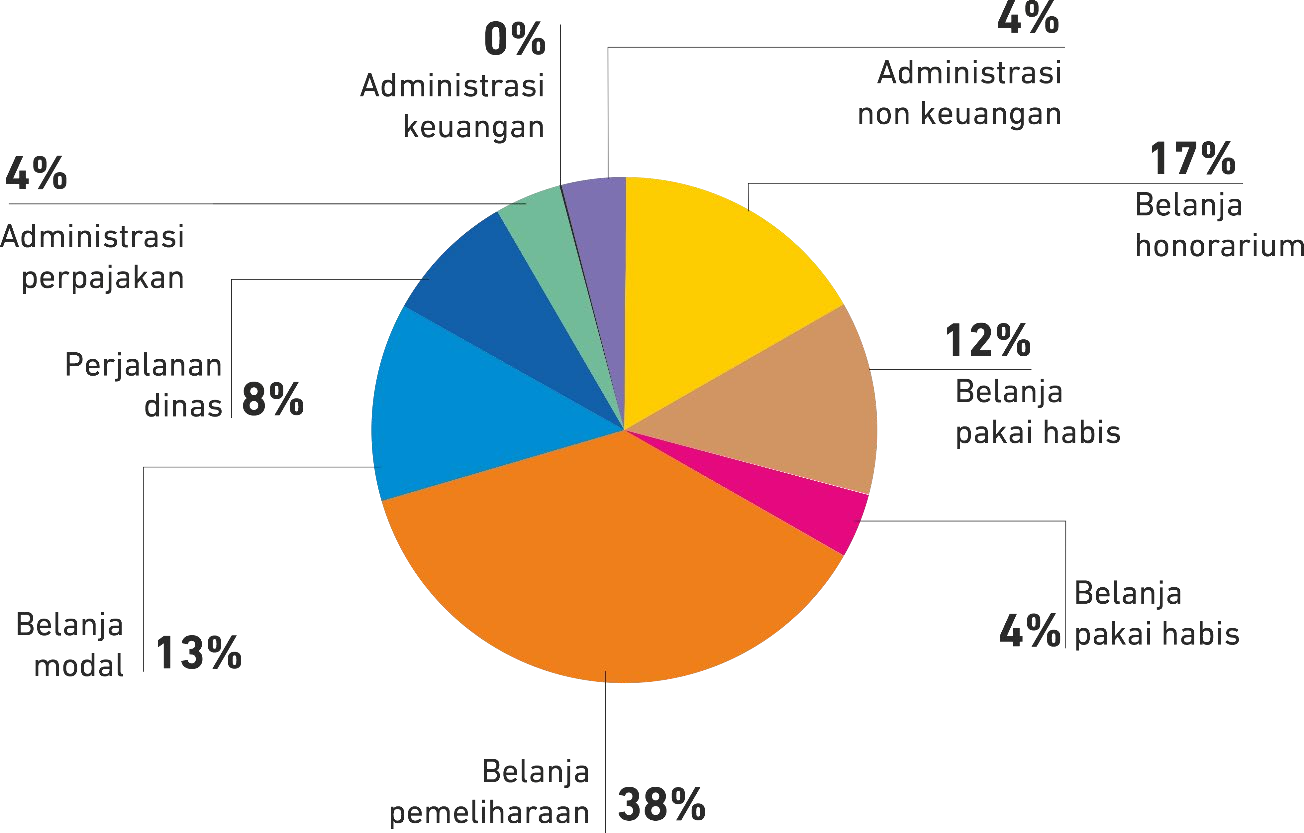 0%
Administrasi
keuangan
4%
Administrasi
non keuangan
17%
Belanja
honorarium
12%
Belanja
pakai habis
4%
Belanja
pakai habis
38%
Belanja
pemeliharaan
13%
Belanja
modal
8%
Perjalanan
dinas
4%
Administrasi
perpajakan